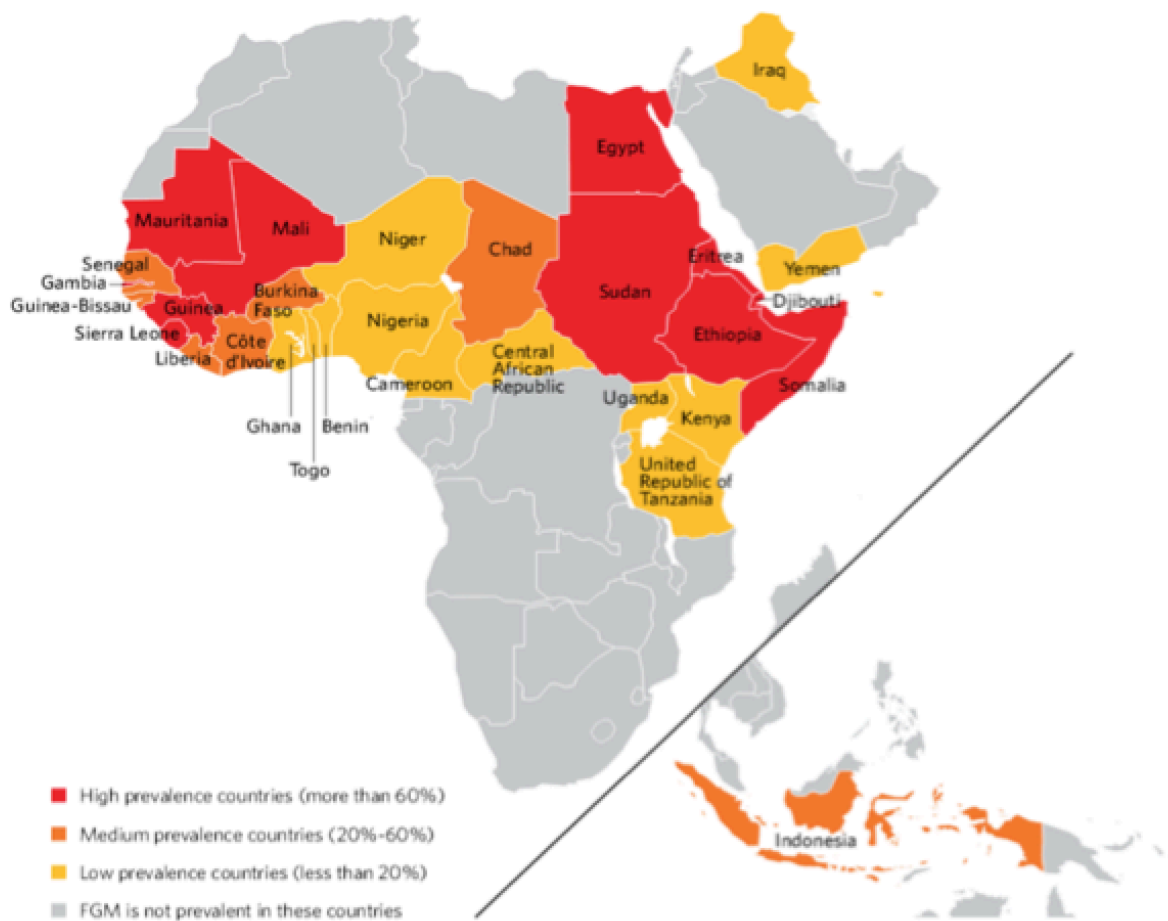 Iraq
Egypt
Mauritania
Mali
Niger
Chad
Eritrea
Yemen
Senegal
Gambia
Guinea-Bissau
Guinea
Burkina
Faso
Sudan
Djibouti
Sierra Leone
Liberia
Côte
d'Ivoire
Nigeria
Ethiopia
Central
African
Republic
Cameroon
Somalia
Uganda
Kenya
Ghana
Benin
Togo
United
Republic of
Tanzania
High prevalence countries (more than 60%)
Medium prevalence countries (20%-60%)
Indonesia
Low prevalence countries (less than 20%)
FGM is not prevalent in these countries